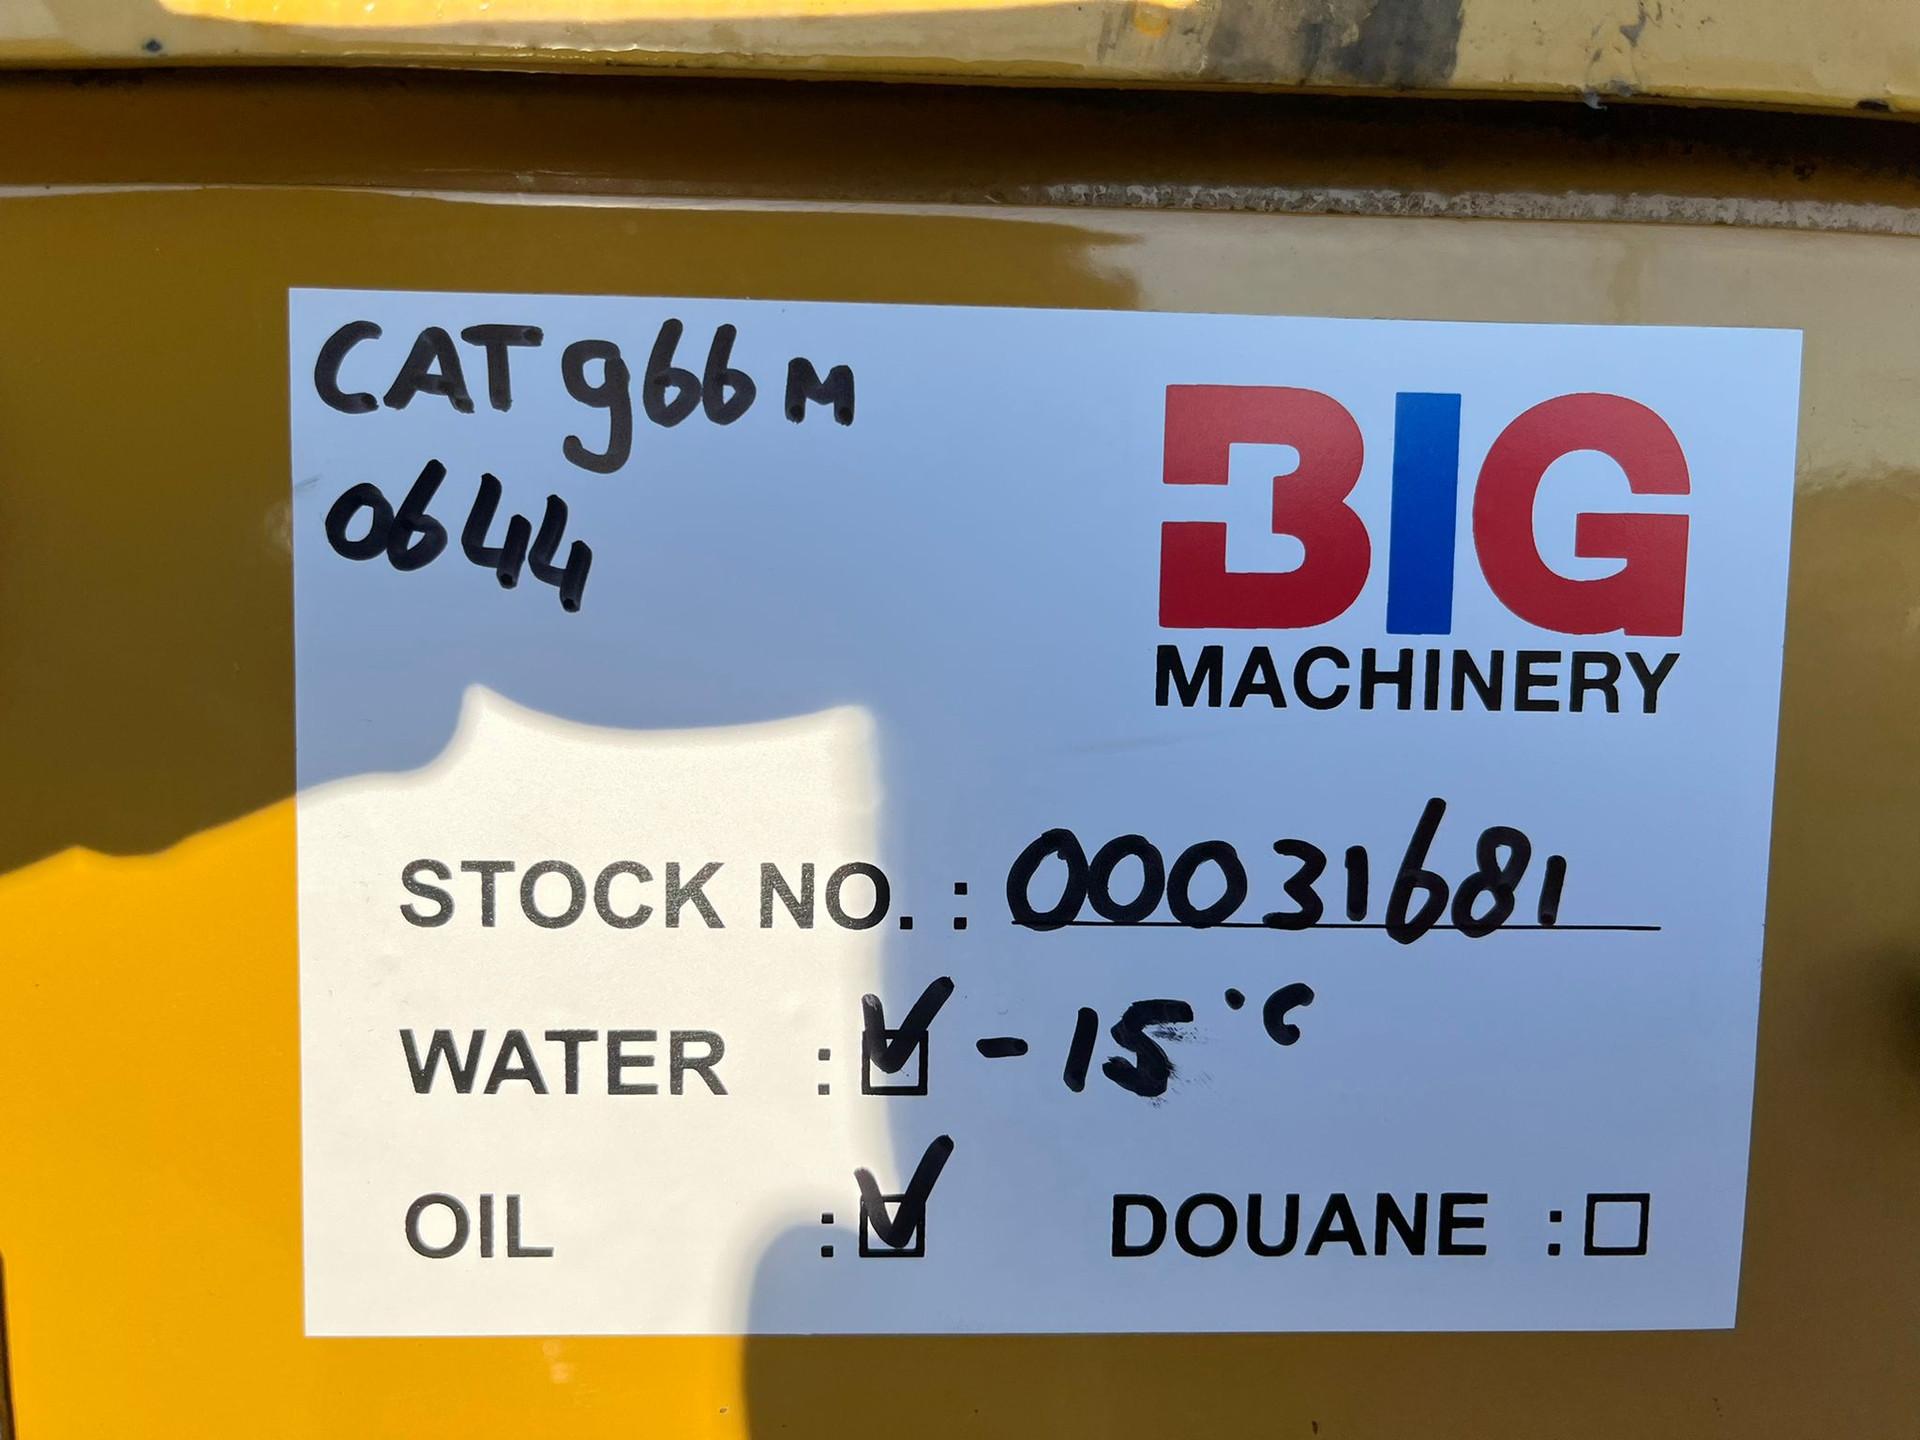 CAT 966 M
0644
BIG
MACHINERY
STOCK NO. : 00031681
WATER : ☑ -15°C
OIL : ☑ DOUANE : ☐